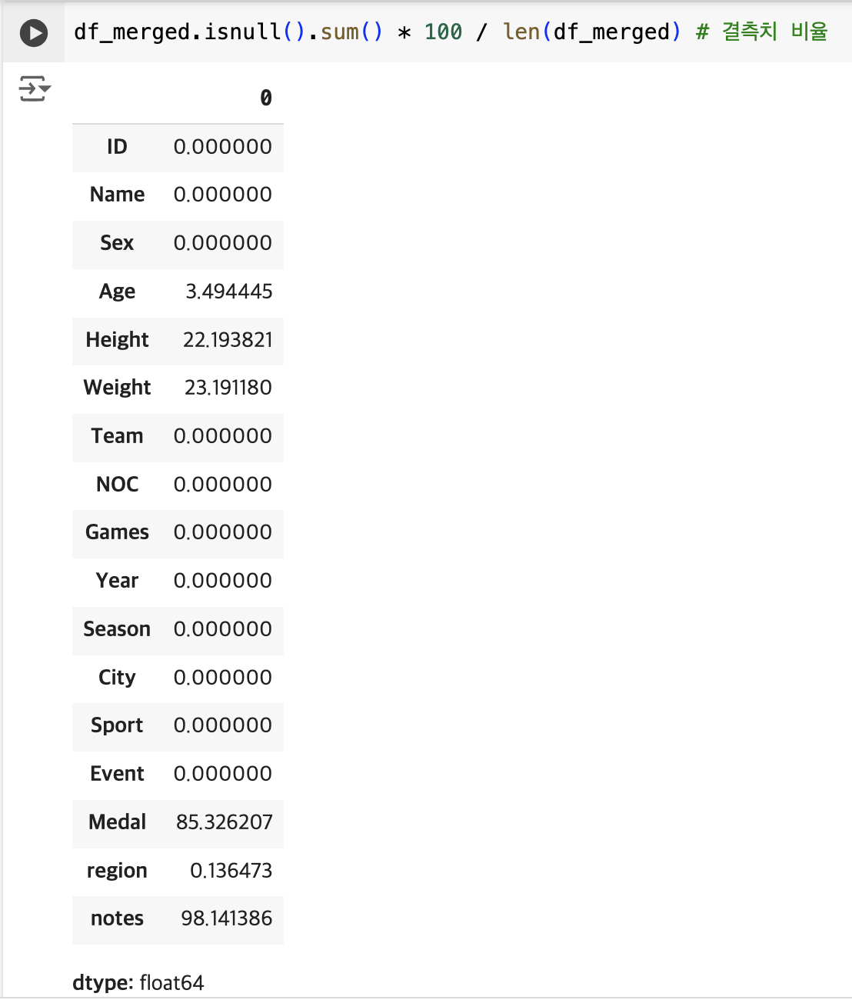 df_merged.isnull().sum() * 100 / len(df_merged) # 결측치 비율
0
ID 0.000000
Name 0.000000
Sex 0.000000
Age 3.494445
Height 22.193821
Weight 23.191180
Team 0.000000
NOC 0.000000
Games 0.000000
Year 0.000000
Season 0.000000
City 0.000000
Sport 0.000000
Event 0.000000
Medal 85.326207
region 0.136473
notes 98.141386
dtype: float64